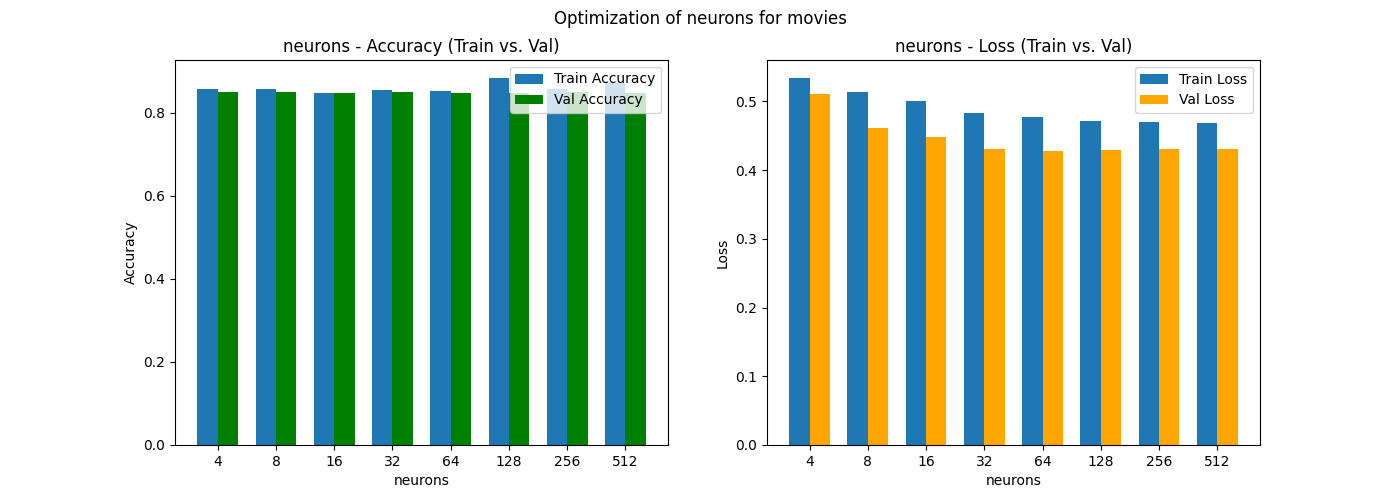 Optimization of neurons for movies
neurons - Accuracy (Train vs. Val)
Train Accuracy
Val Accuracy
0.8
0.6
0.4
0.2
0.0
Accuracy
4 8 16 32 64 128 256 512
neurons
neurons - Loss (Train vs. Val)
Train Loss
Val Loss
0.5
0.4
0.3
0.2
0.1
0.0
Loss
4 8 16 32 64 128 256 512
neurons